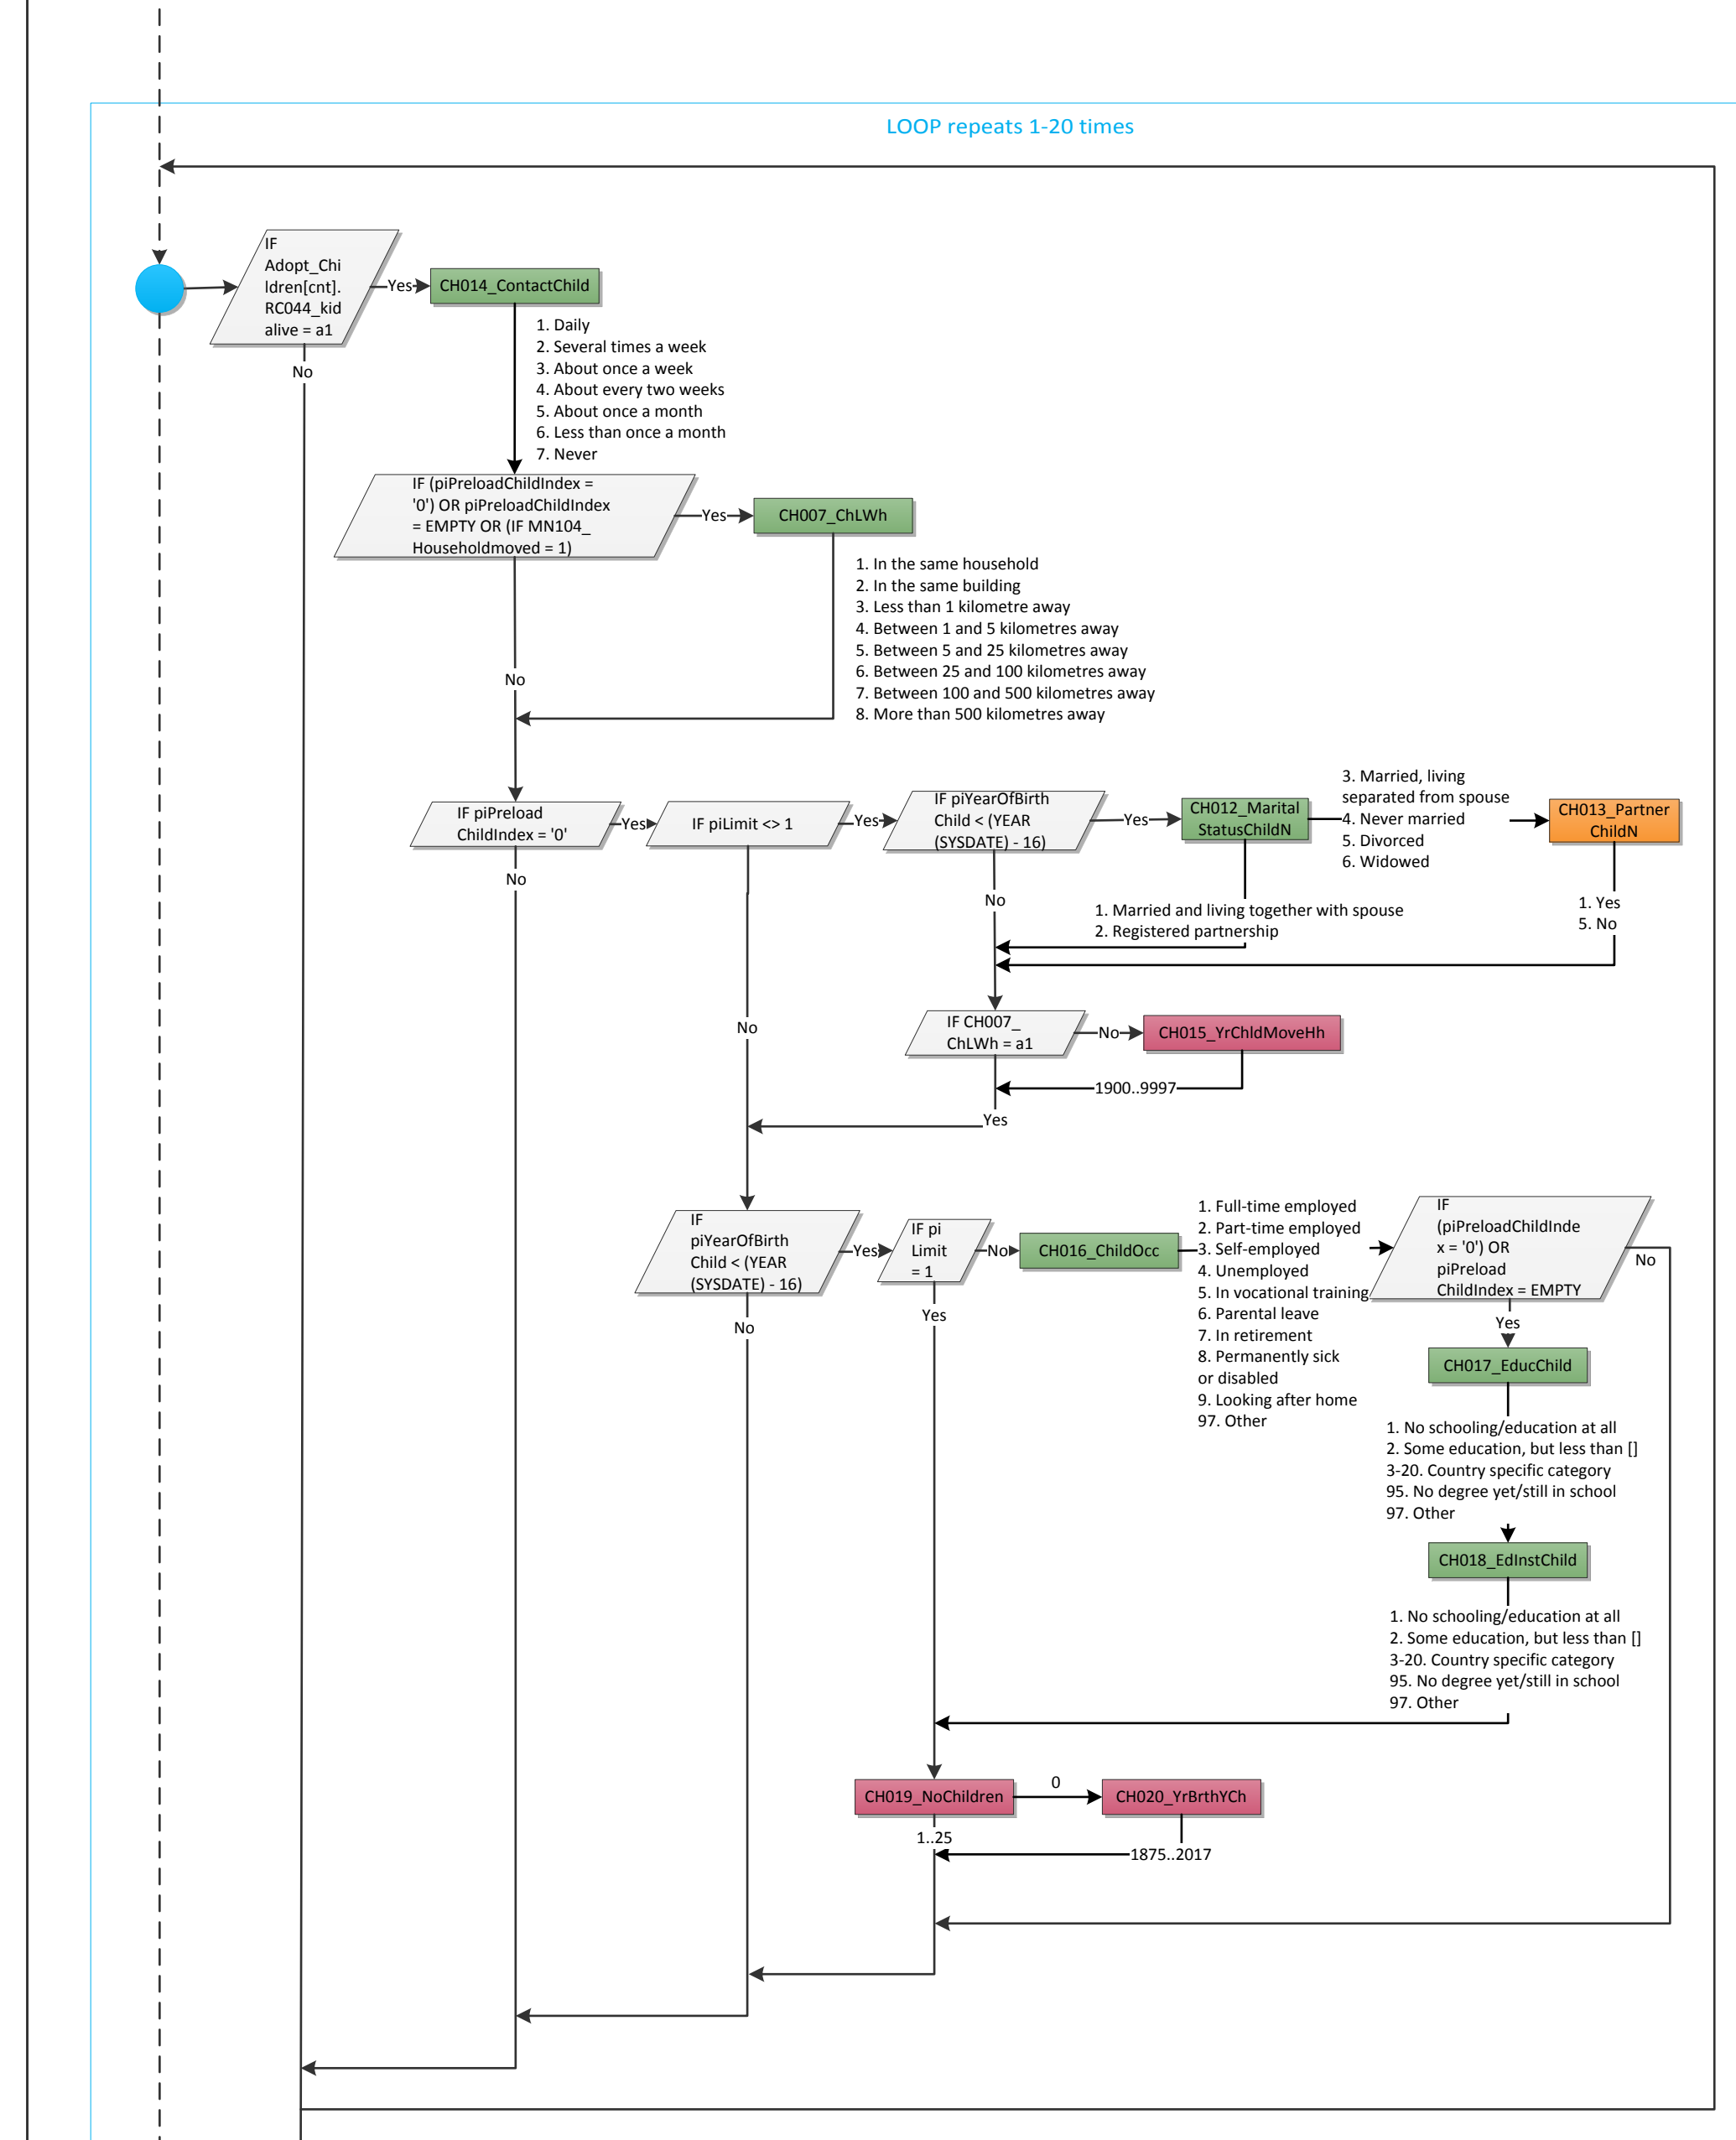 LOOP repeats 1-20 times
IF
Adopt_Chi
ldren[cnt].
RC044_kid
alive = a1
Yes
CH014_ContactChild
No
1. Daily
2. Several times a week
3. About once a week
4. About every two weeks
5. About once a month
6. Less than once a month
7. Never
IF (piPreloadChildIndex =
'0') OR piPreloadChildIndex
= EMPTY OR (IF MN104_
Householdmoved = 1)
Yes
CH007_ChLWh
1. In the same household
2. In the same building
3. Less than 1 kilometre away
4. Between 1 and 5 kilometres away
5. Between 5 and 25 kilometres away
6. Between 25 and 100 kilometres away
7. Between 100 and 500 kilometres away
8. More than 500 kilometres away
No
IF piPreload
ChildIndex = '0'
Yes
IF piLimit <> 1
Yes
IF piYearOfBirth
Child < (YEAR
(SYSDATE) - 16)
Yes
CH012_Marital
StatusChildN
3. Married, living
separated from spouse
4. Never married
5. Divorced
6. Widowed
CH013_Partner
ChildN
No
No
1. Married and living together with spouse
2. Registered partnership
1. Yes
5. No
No
IF CH007_
ChLWh = a1
No
CH015_YrChldMoveHh
1900..9997
Yes
IF
piYearOfBirth
Child < (YEAR
(SYSDATE) - 16)
Yes
IF pi
Limit
= 1
No
CH016_ChildOcc
1. Full-time employed
2. Part-time employed
3. Self-employed
4. Unemployed
5. In vocational training
6. Parental leave
7. In retirement
8. Permanently sick
or disabled
9. Looking after home
97. Other
IF
(piPreloadChildInde
x = '0') OR
piPreload
ChildIndex = EMPTY
No
No
Yes
Yes
CH017_EducChild
1. No schooling/education at all
2. Some education, but less than []
3-20. Country specific category
95. No degree yet/still in school
97. Other
CH018_EdInstChild
1. No schooling/education at all
2. Some education, but less than []
3-20. Country specific category
95. No degree yet/still in school
97. Other
CH019_NoChildren
0
CH020_YrBrthYCh
1..25
1875..2017